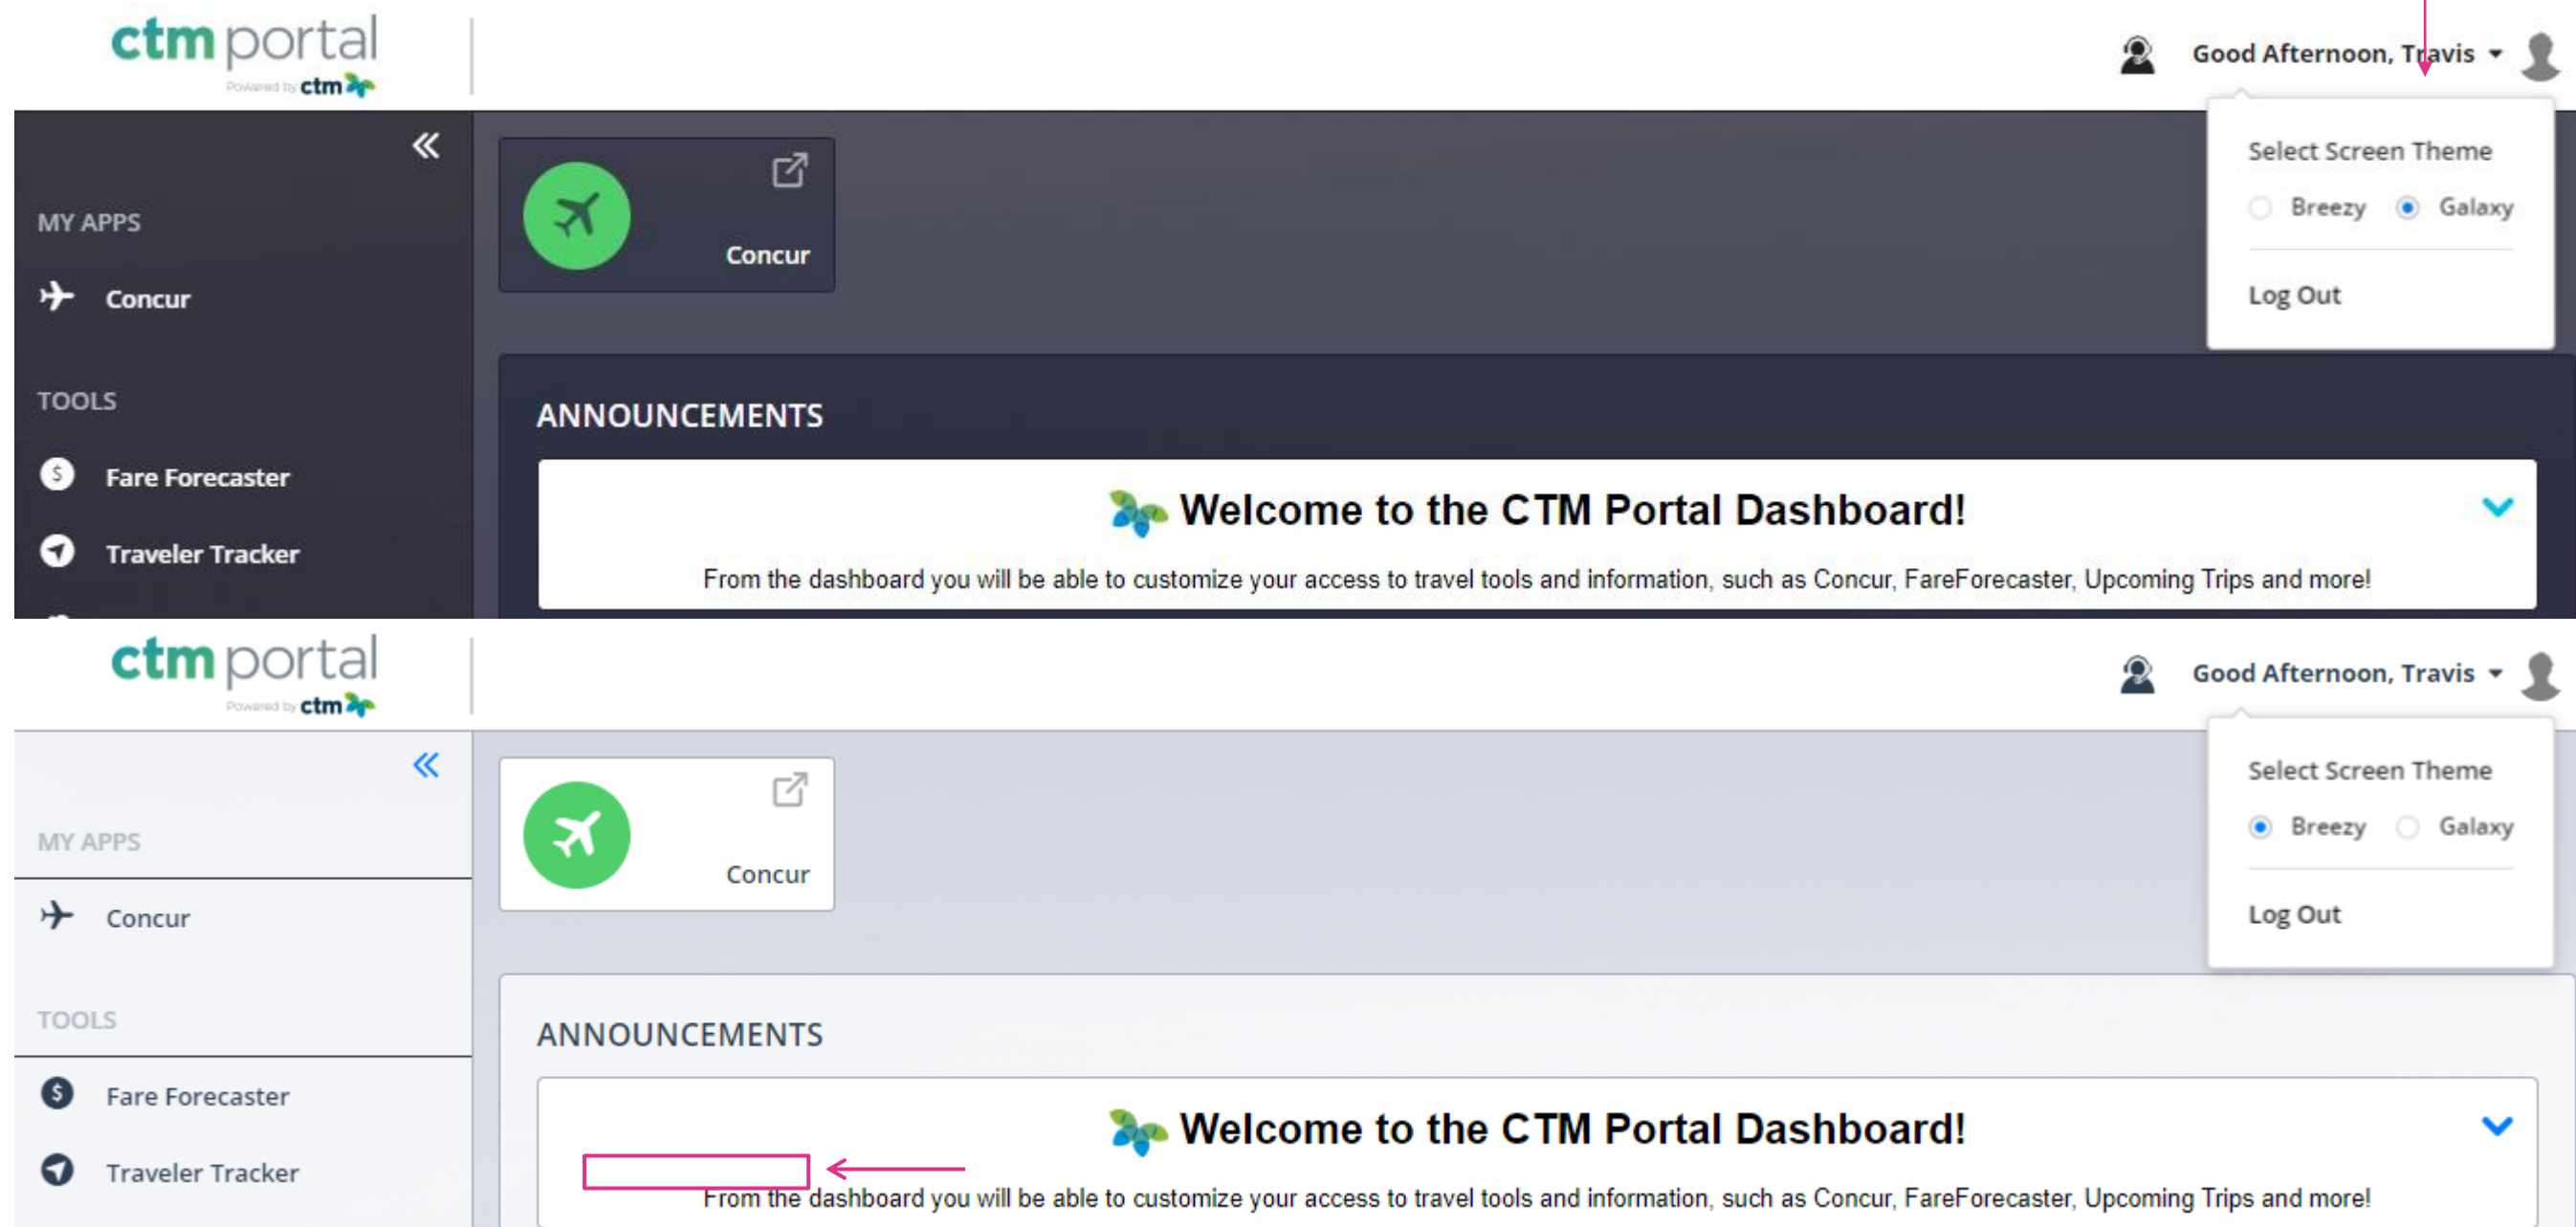 ctm portal
Powered by ctm
Good Afternoon, Travis
Select Screen Theme
Breezy Galaxy
Log Out
MY APPS
Concur
TOOLS
Fare Forecaster
Traveler Tracker
Concur
ANNOUNCEMENTS
Welcome to the CTM Portal Dashboard!
From the dashboard you will be able to customize your access to travel tools and information, such as Concur, FareForecaster, Upcoming Trips and more!
ctm portal
Powered by ctm
Good Afternoon, Travis
Select Screen Theme
Breezy Galaxy
Log Out
MY APPS
Concur
TOOLS
Fare Forecaster
Traveler Tracker
Concur
ANNOUNCEMENTS
Welcome to the CTM Portal Dashboard!
From the dashboard you will be able to customize your access to travel tools and information, such as Concur, FareForecaster, Upcoming Trips and more!